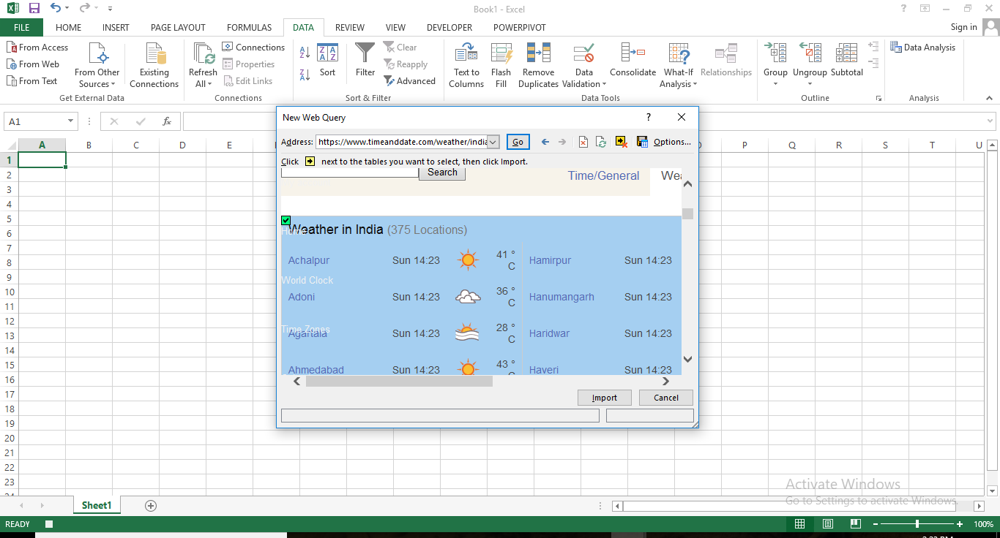 Book1 - Excel
?
FILE HOME INSERT PAGE LAYOUT FORMULAS DATA REVIEW VIEW DEVELOPER POWERPIVOT Sign in
From Access
From Web
From Text
From Other Sources
Get External Data
Existing Connections
Refresh All
Connections
Properties
Edit Links
Connections
Sort
Filter
Clear
Reapply
Advanced
Sort & Filter
Text to Columns
Flash Fill
Remove Duplicates
Data Validation
Consolidate
What-If Analysis
Relationships
Data Tools
Group
Ungroup
Subtotal
Outline
Data Analysis
Analysis
A1
fx
A B C D E P Q R S T U
1
2
3
4
5
6
7
8
9
10
11
12
13
14
15
16
17
18
19
20
21
22
23
24
New Web Query
?
Address: https://www.timeanddate.com/weather/india Go Options...
Click next to the tables you want to select, then click Import.
Search Time/General Wea
Weather in India (375 Locations)
Home
Achalpur Sun 14:23 41 °C Hamirpur Sun 14:23
World Clock
Adoni Sun 14:23 36 °C Hanumangarh Sun 14:23
Time Zones
Agartala Sun 14:23 28 °C Haridwar Sun 14:23
Ahmedabad Sun 14:23 43 °C Haveri Sun 14:23
Import Cancel
Activate Windows
Go to Settings to activate Windows.
Sheet1
READY 100%